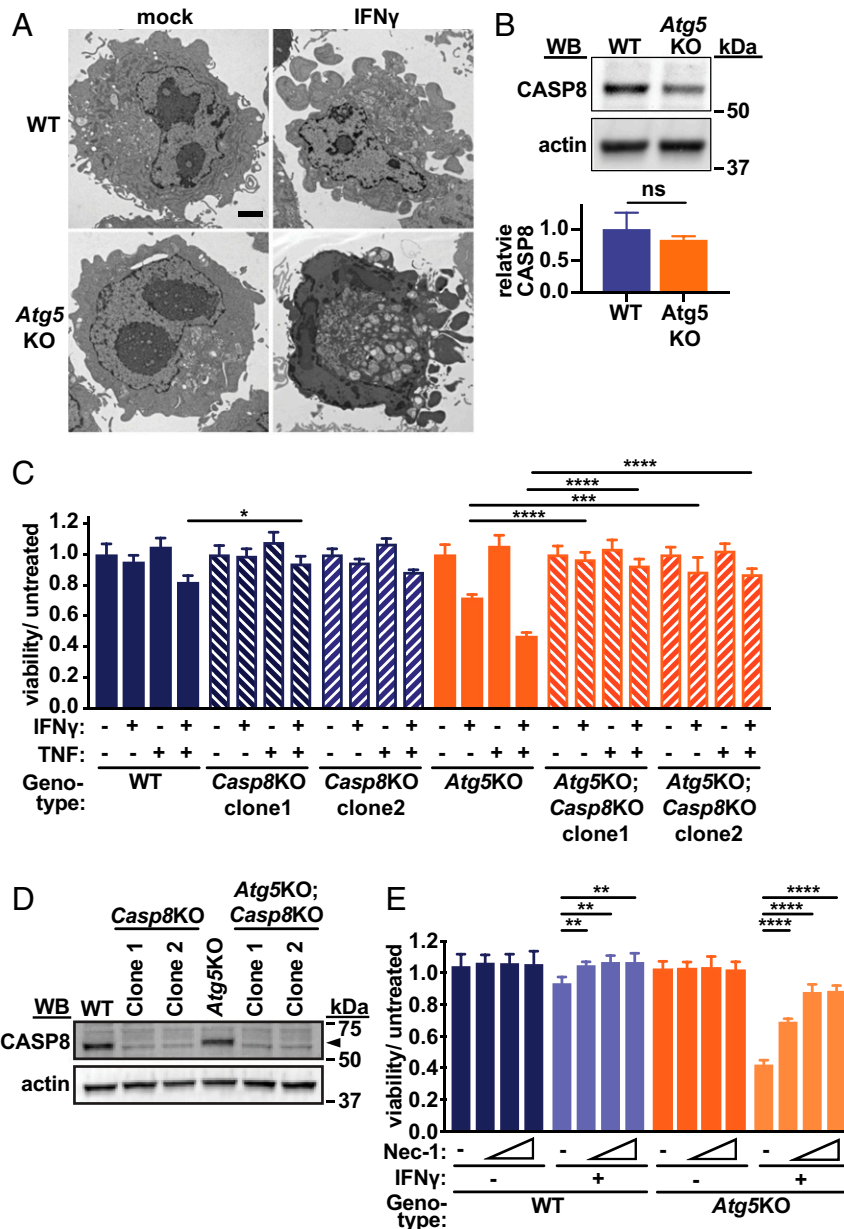 A
mock
IFNγ
WT
Atg5
KO
B
WB
WT
Atg5
KO
kDa
CASP8
50
actin
37
ns
relatvie
CASP8
1.0
0.5
0.0
WT
Atg5
KO
C
****
****
***
*
****
viability/ untreated
1.2
1.0
0.8
0.6
0.4
0.2
0.0
IFNγ: - + - + - + - + - + - + - + - + - + - + - + - +
TNF: - - + + - - + + - - + + - - + + - - + + - - + +
Geno-
type:
WT
Casp8KO
clone1
Casp8KO
clone2
Atg5KO
Atg5KO;
Casp8KO
clone1
Atg5KO;
Casp8KO
clone2
D
Casp8KO
Atg5KO;
Casp8KO
WB
WT
Clone 1
Clone 2
Atg5KO
Clone 1
Clone 2
kDa
CASP8
75
50
actin
37
E
**
**
**
****
****
****
viability/ untreated
1.2
1.0
0.8
0.6
0.4
0.2
0.0
Nec-1: - - - -
IFNγ: - + - +
Geno-
type:
WT
Atg5KO